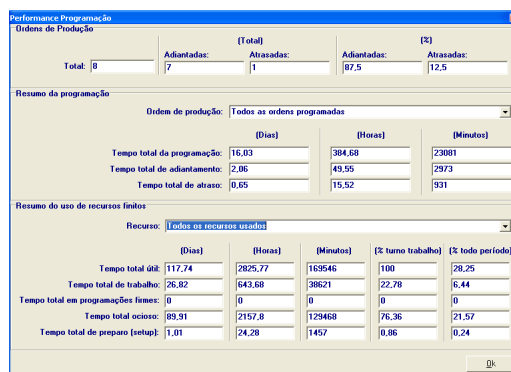 Performance Programação
Ordens de Produção
(Total) (%)
Adiantadas: Atrasadas: Adiantadas: Atrasadas:
Total: 8 7 1 87,5 12,5
Resumo da programação
Ordem de produção: Todos as ordens programadas
(Dias) (Horas) (Minutos)
Tempo total da programação: 16,03 384,68 23081
Tempo total de adiantamento: 2,06 49,55 2973
Tempo total de atraso: 0,65 15,52 931
Resumo do uso de recursos finitos
Recurso: Todos os recursos usados
(Dias) (Horas) (Minutos) (% turno trabalho) (% todo período)
Tempo total útil: 117,74 2825,77 169546 100 28,25
Tempo total de trabalho: 26,82 643,68 38621 22,78 6,44
Tempo total em programações firmes: 0 0 0 0 0
Tempo total ocioso: 89,91 2157,8 129468 76,36 21,57
Tempo total de preparo (setup): 1,01 24,28 1457 0,86 0,24
Ok